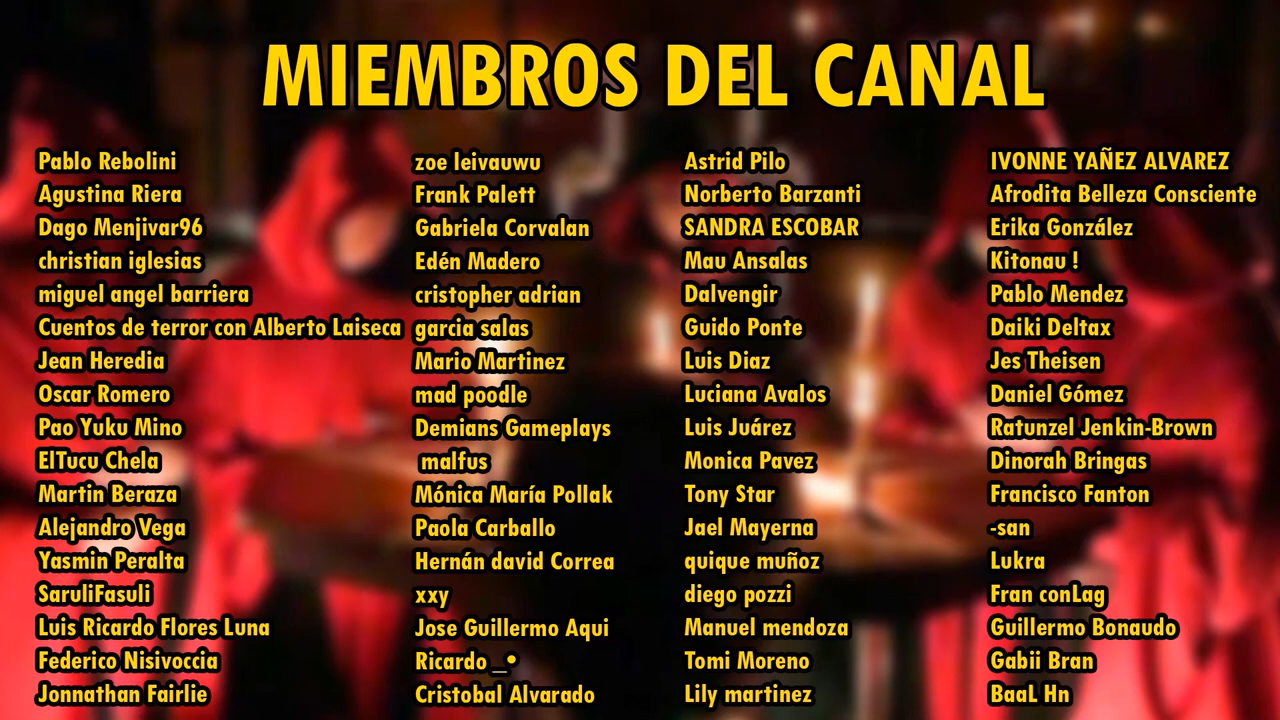 MIEMBROS DEL CANAL
Pablo Rebolini
Agustina Riera
Dago Menjivar96
christian iglesias
miguel angel barriera
Cuentos de terror con Alberto Laiseca
Jean Heredia
Oscar Romero
Pao Yuku Mino
ElTucu Chela
Martin Beraza
Alejandro Vega
Yasmin Peralta
SaruliFasuli
Luis Ricardo Flores Luna
Federico Nisivoccia
Jonnathan Fairlie
zoe leivauwu
Frank Palett
Gabriela Corvalan
Edén Madero
cristopher adrian
garcia salas
Mario Martinez
mad poodle
Demians Gameplays
malfus
Mónica María Pollak
Paola Carballo
Hernán david Correa
xxy
Jose Guillermo Aqui
Ricardo _•
Cristobal Alvarado
Astrid Pilo
Norberto Barzanti
SANDRA ESCOBAR
Mau Ansalas
Dalvengir
Guido Ponte
Luis Diaz
Luciana Avalos
Luis Juárez
Monica Pavez
Tony Star
Jael Mayerna
quique muñoz
diego pozzi
Manuel mendoza
Tomi Moreno
Lily martinez
IVONNE YAÑEZ ALVAREZ
Afrodita Belleza Consciente
Erika González
Kitonau !
Pablo Mendez
Daiki Deltax
Jes Theisen
Daniel Gómez
Ratunzel Jenkin-Brown
Dinorah Bringas
Francisco Fanton
-san
Lukra
Fran conLag
Guillermo Bonaudo
Gabii Bran
BaaL Hn